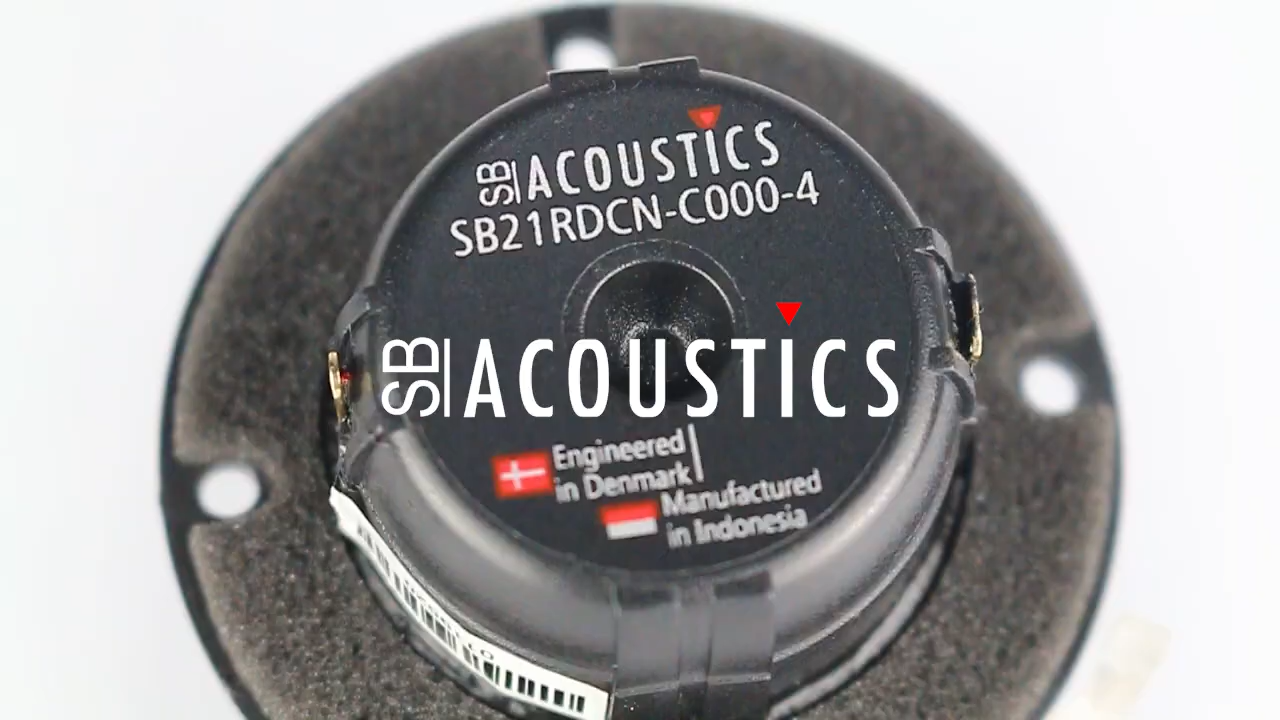 SB ACOUSTICS
SB21RDCN-C000-4
SB ACOUSTICS
Engineered
in Denmark
Manufactured
in Indonesia